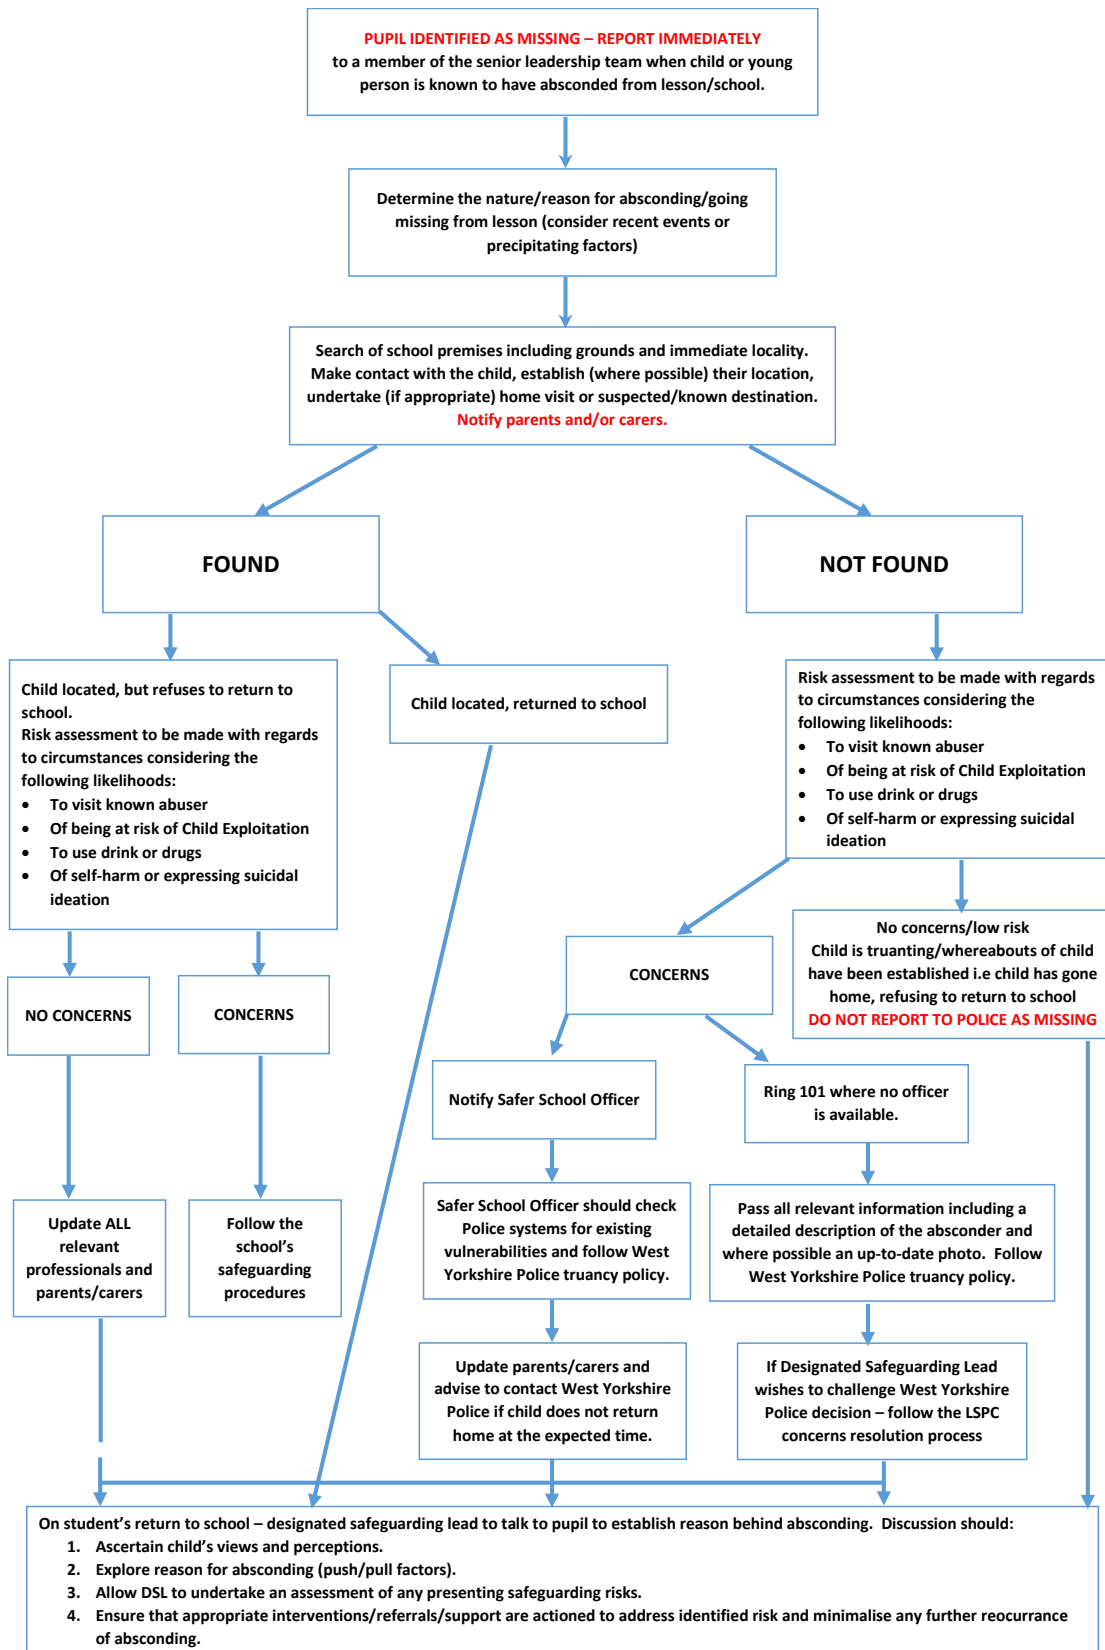 PUPIL IDENTIFIED AS MISSING – REPORT IMMEDIATELY
to a member of the senior leadership team when child or young
person is known to have absconded from lesson/school.
Determine the nature/reason for absconding/going
missing from lesson (consider recent events or
precipitating factors)
Search of school premises including grounds and immediate locality.
Make contact with the child, establish (where possible) their location,
undertake (if appropriate) home visit or suspected/known destination.
Notify parents and/or carers.
FOUND
NOT FOUND
Child located, but refuses to return to
school.
Risk assessment to be made with regards
to circumstances considering the
following likelihoods:
• To visit known abuser
• Of being at risk of Child Exploitation
• To use drink or drugs
• Of self-harm or expressing suicidal
ideation
Child located, returned to school
Risk assessment to be made with regards
to circumstances considering the
following likelihoods:
• To visit known abuser
• Of being at risk of Child Exploitation
• To use drink or drugs
• Of self-harm or expressing suicidal
ideation
NO CONCERNS
CONCERNS
CONCERNS
No concerns/low risk
Child is truanting/whereabouts of child
have been established i.e child has gone
home, refusing to return to school
DO NOT REPORT TO POLICE AS MISSING
Notify Safer School Officer
Ring 101 where no officer
is available.
Update ALL
relevant
professionals and
parents/carers
Follow the
school's
safeguarding
procedures
Safer School Officer should check
Police systems for existing
vulnerabilities and follow West
Yorkshire Police truancy policy.
Pass all relevant information including a
detailed description of the absconder and
where possible an up-to-date photo.  Follow
West Yorkshire Police truancy policy.
Update parents/carers and
advise to contact West Yorkshire
Police if child does not return
home at the expected time.
If Designated Safeguarding Lead
wishes to challenge West Yorkshire
Police decision – follow the LSPC
concerns resolution process
On student's return to school – designated safeguarding lead to talk to pupil to establish reason behind absconding.  Discussion should:
1. Ascertain child's views and perceptions.
2. Explore reason for absconding (push/pull factors).
3. Allow DSL to undertake an assessment of any presenting safeguarding risks.
4. Ensure that appropriate interventions/referrals/support are actioned to address identified risk and minimalise any further reocurrance
of absconding.